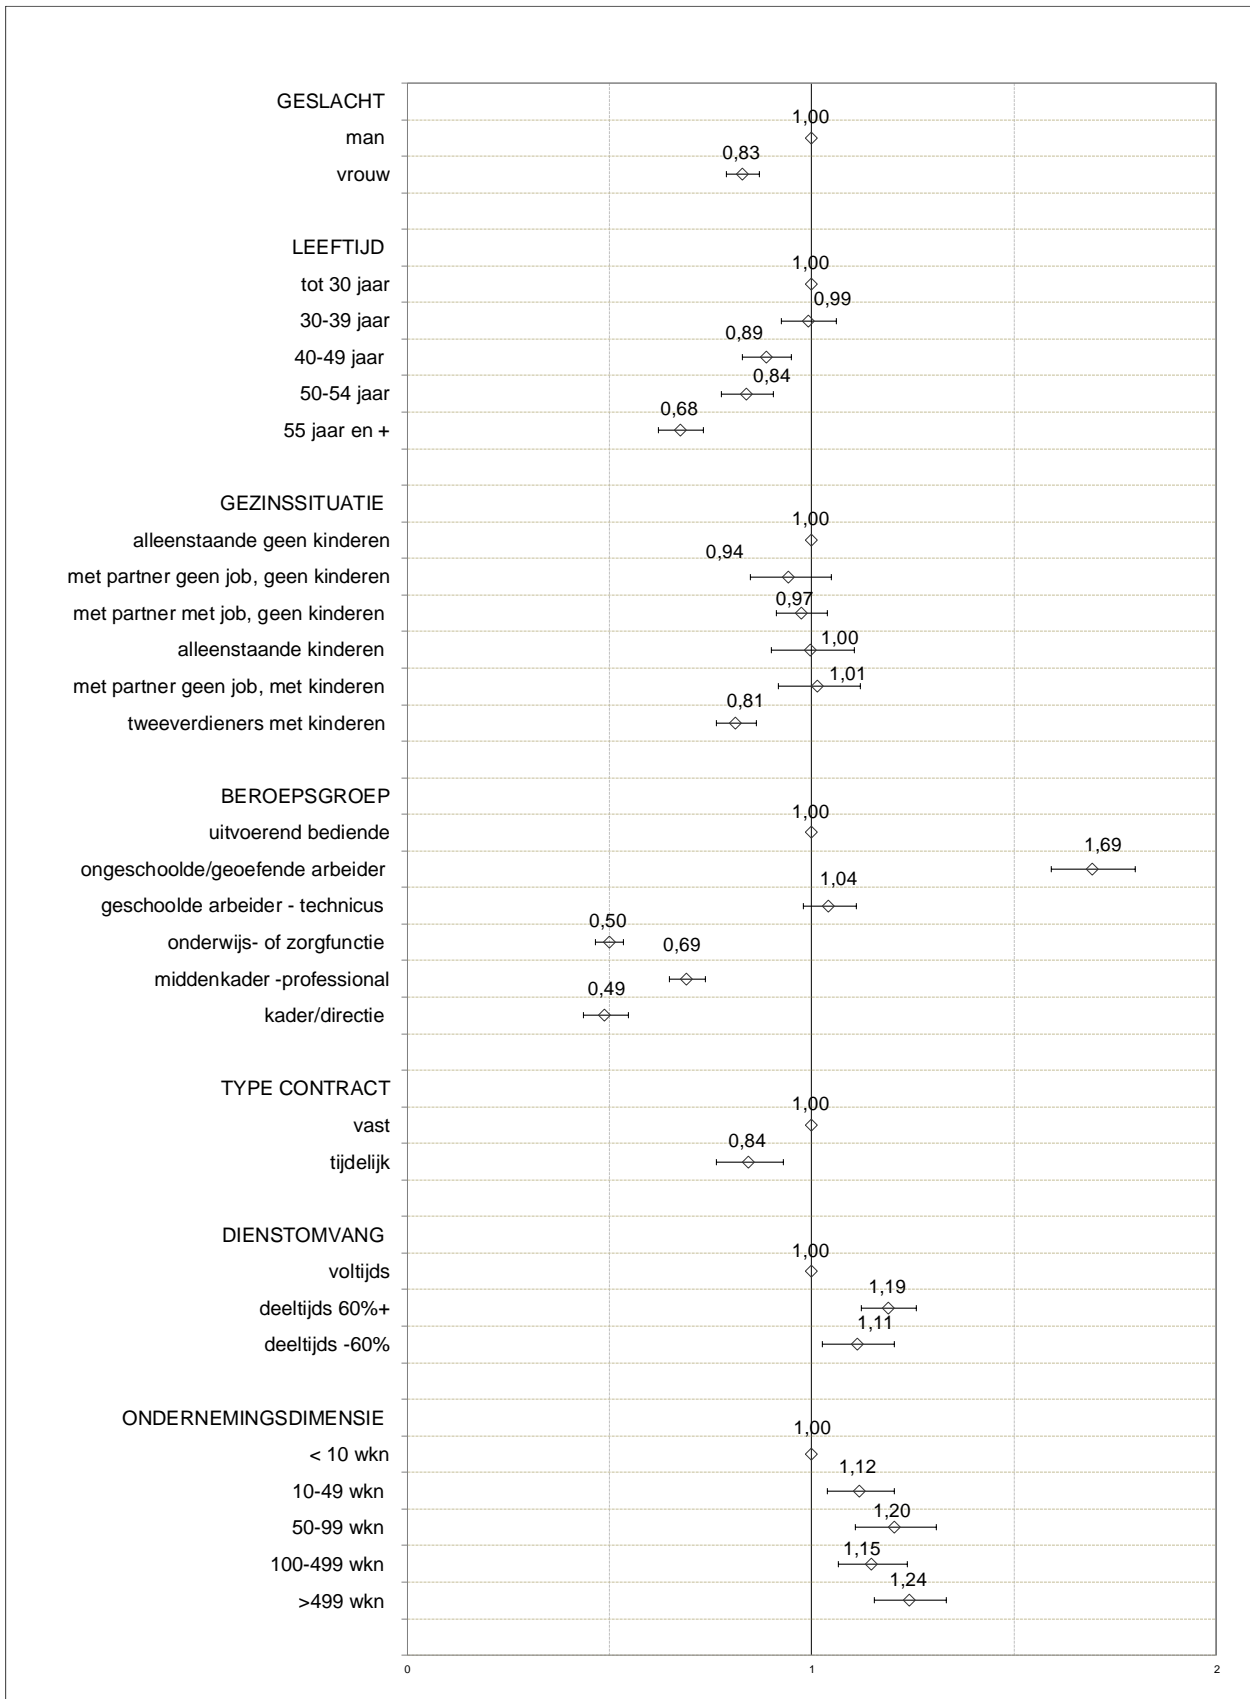 GESLACHT
1,00
man
0,83
vrouw
LEEFTIJD
1,00
tot 30 jaar
0,99
30-39 jaar
0,89
40-49 jaar
0,84
50-54 jaar
0,68
55 jaar en +
GEZINSSITUATIE
1,00
alleenstaande geen kinderen
0,94
met partner geen job, geen kinderen
0,97
met partner met job, geen kinderen
1,00
alleenstaande kinderen
1,01
met partner geen job, met kinderen
0,81
tweeverdieners met kinderen
BEROEPSGROEP
1,00
uitvoerend bediende
1,69
ongeschoolde/geoefende arbeider
1,04
geschoolde arbeider - technicus
0,50
onderwijs- of zorgfunctie
0,69
middenkader -professional
0,49
kader/directie
TYPE CONTRACT
1,00
vast
0,84
tijdelijk
DIENSTOMVANG
1,00
voltijds
1,19
deeltijds 60%+
1,11
deeltijds -60%
ONDERNEMINGSDIMENSIE
1,00
< 10 wkn
1,12
10-49 wkn
1,20
50-99 wkn
1,15
100-499 wkn
1,24
>499 wkn
0 1 2